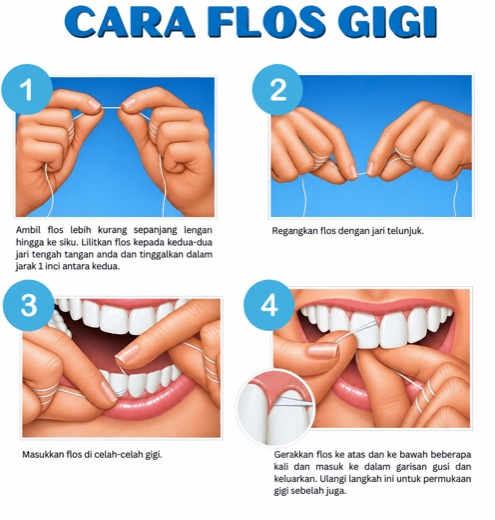 CARA FLOS GIGI
1
Ambil flos lebih kurang sepanjang lengan
hingga ke siku. Lilitkan flos kepada kedua-dua
jari tengah tangan anda dan tinggalkan dalam
jarak 1 inci antara kedua.
2
Regangkan flos dengan jari telunjuk.
3
Masukkan flos di celah-celah gigi.
4
Gerakkan flos ke atas dan ke bawah beberapa
kali dan masuk ke dalam garisan gusi dan
keluarkan. Ulangi langkah ini untuk permukaan
gigi sebelah juga.